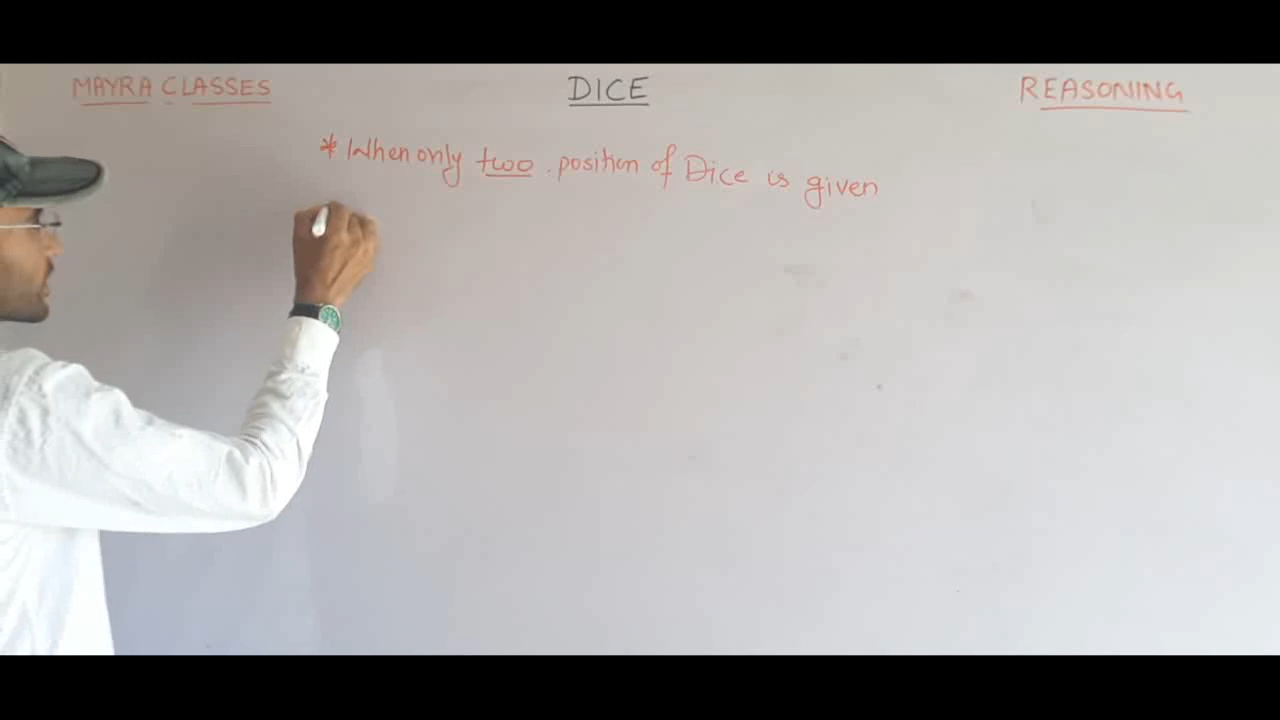 MAYRA CLASSES
DICE
REASONING
* When only two position of Dice is given